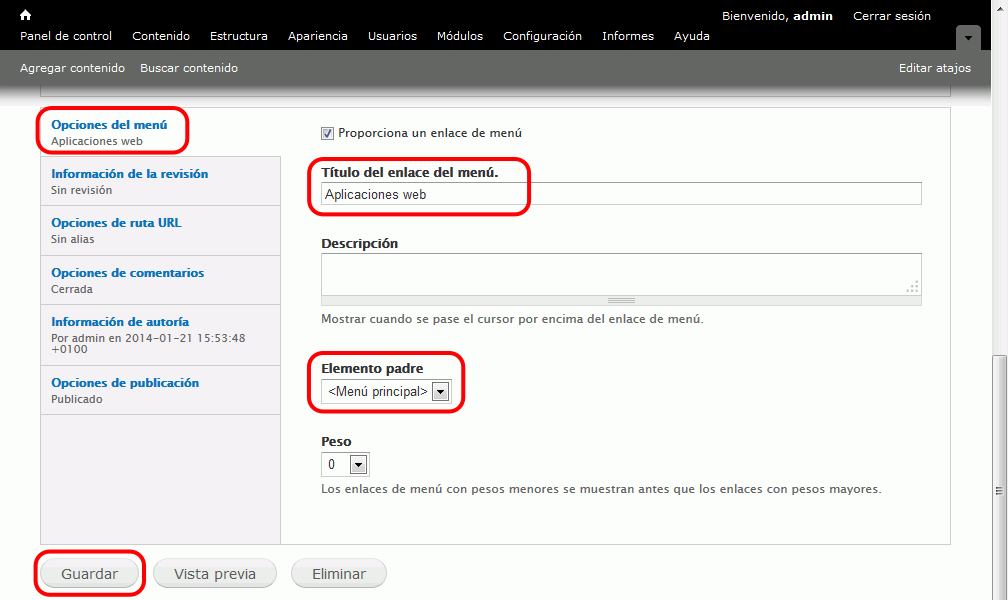 Bienvenido, admin Cerrar sesión
Panel de control Contenido Estructura Apariencia Usuarios Módulos Configuración Informes Ayuda
Agregar contenido Buscar contenido Editar atajos
Opciones del menú
Aplicaciones web
Información de la revisión
Sin revisión
Opciones de ruta URL
Sin alias
Opciones de comentarios
Cerrada
Información de autoría
Por admin en 2014-01-21 15:53:48
+0100
Opciones de publicación
Publicado
Proporciona un enlace de menú
Título del enlace del menú.
Aplicaciones web
Descripción
Mostrar cuando se pase el cursor por encima del enlace de menú.
Elemento padre
<Menú principal>
Peso
0
Los enlaces de menú con pesos menores se muestran antes que los enlaces con pesos mayores.
Guardar Vista previa Eliminar